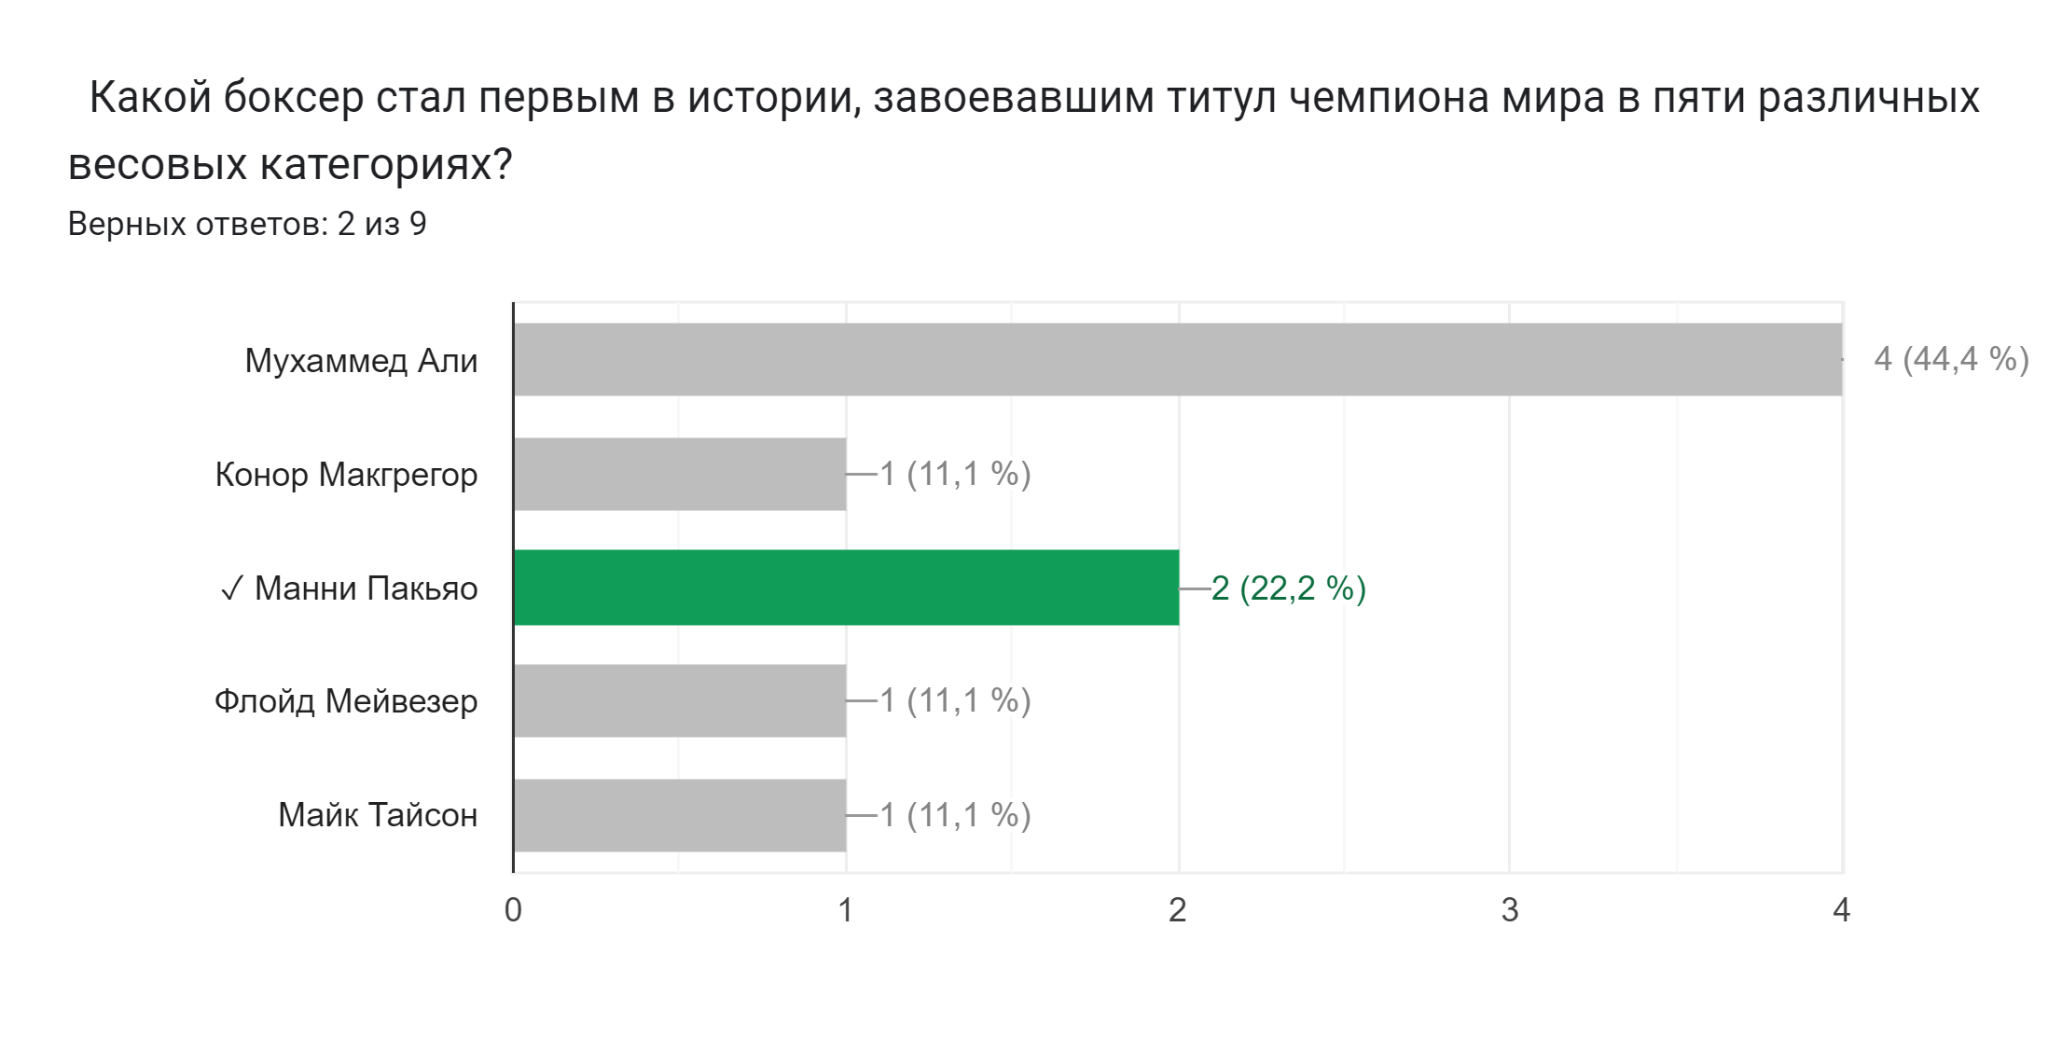 Какой боксер стал первым в истории, завоевавшим титул чемпиона мира в пяти различных
весовых категориях?
Верных ответов: 2 из 9
Мухаммед Али
4 (44,4 %)
Конор Макгрегор
1 (11,1 %)
✓ Манни Пакьяо
2 (22,2 %)
Флойд Мейвезер
1 (11,1 %)
Майк Тайсон
1 (11,1 %)
0 1 2 3 4